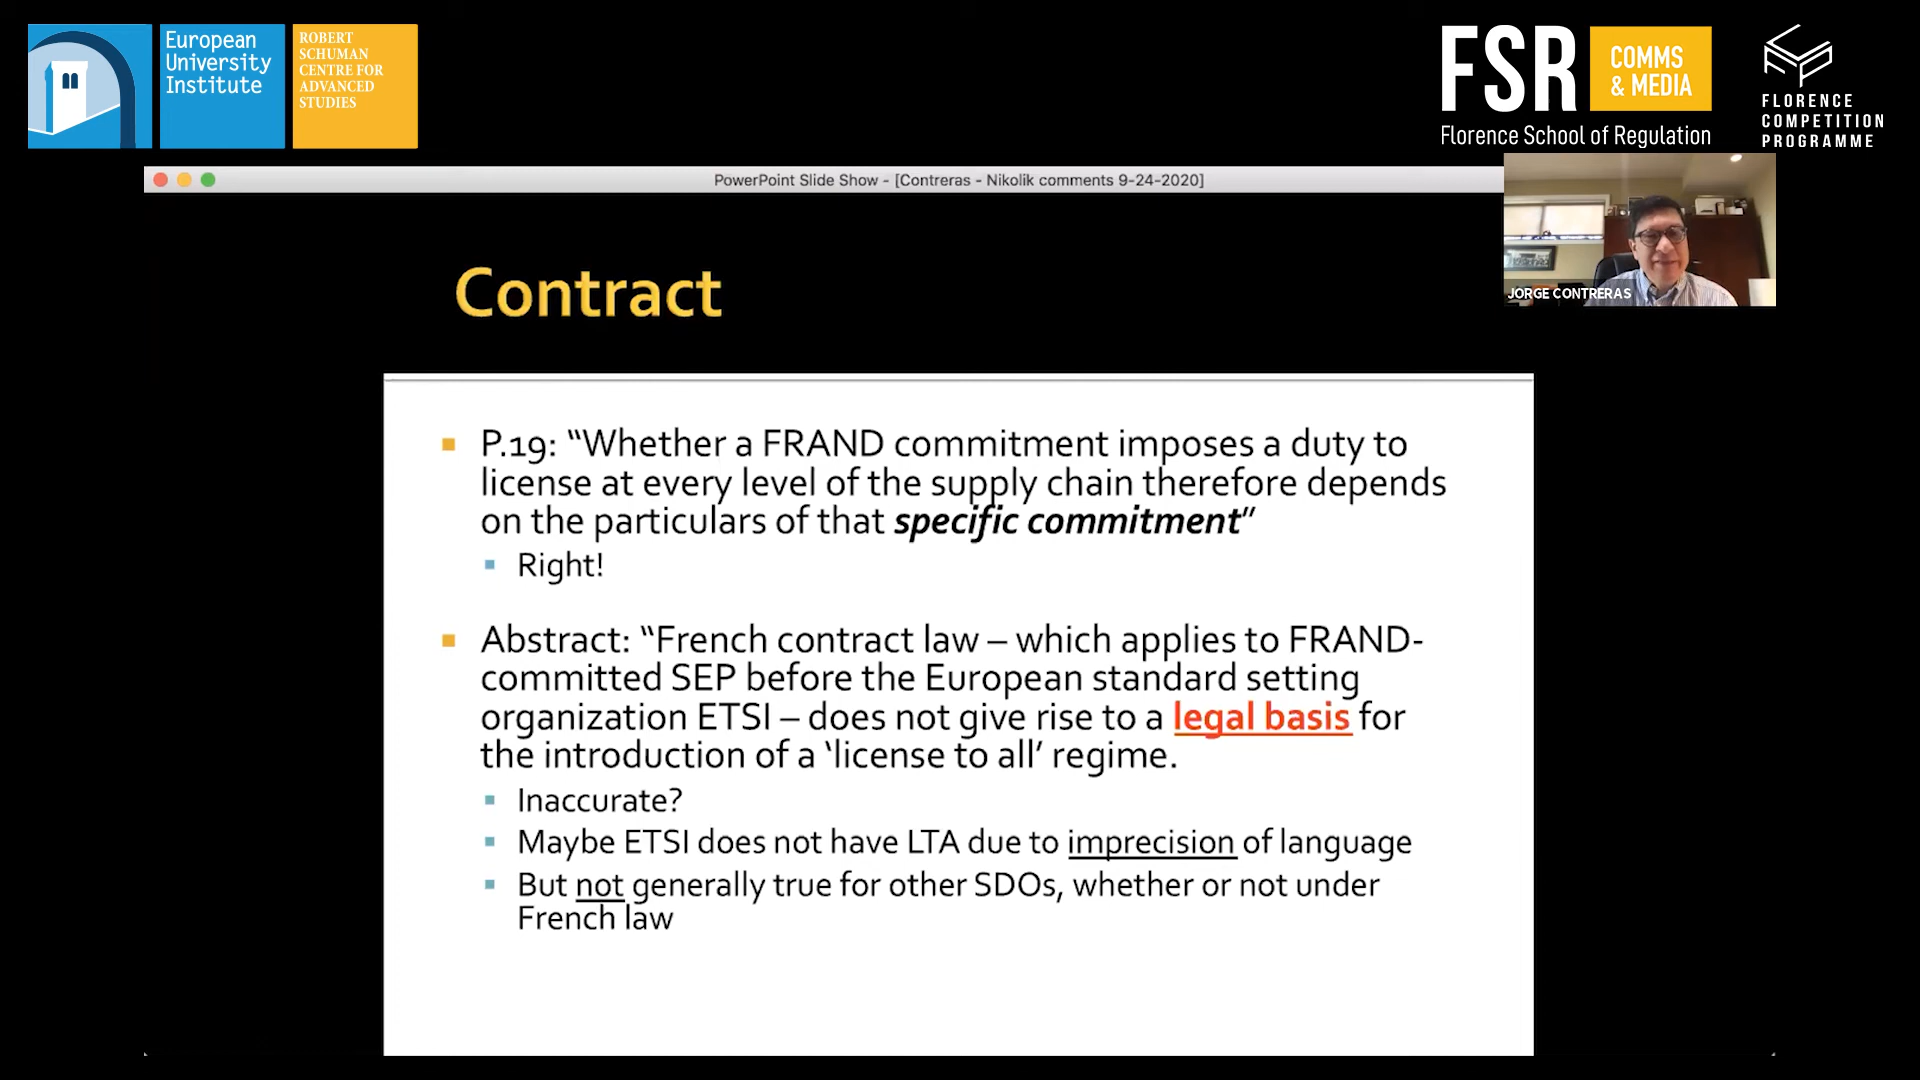 European
University
Institute
ROBERT
SCHUMAN
CENTRE FOR
ADVANCED
STUDIES
FSR
COMMS
& MEDIA
Florence School of Regulation
FLORENCE
COMPETITION
PROGRAMME
PowerPoint Slide Show - [Contreras - Nikolik comments 9-24-2020]
JORGE CONTRERAS
Contract
P.19: “Whether a FRAND commitment imposes a duty to
license at every level of the supply chain therefore depends
on the particulars of that specific commitment”
Right!
Abstract: “French contract law – which applies to FRAND-
committed SEP before the European standard setting
organization ETSI – does not give rise to a legal basis for
the introduction of a ‘license to all’ regime.
Inaccurate?
Maybe ETSI does not have LTA due to imprecision of language
But not generally true for other SDOs, whether or not under
French law